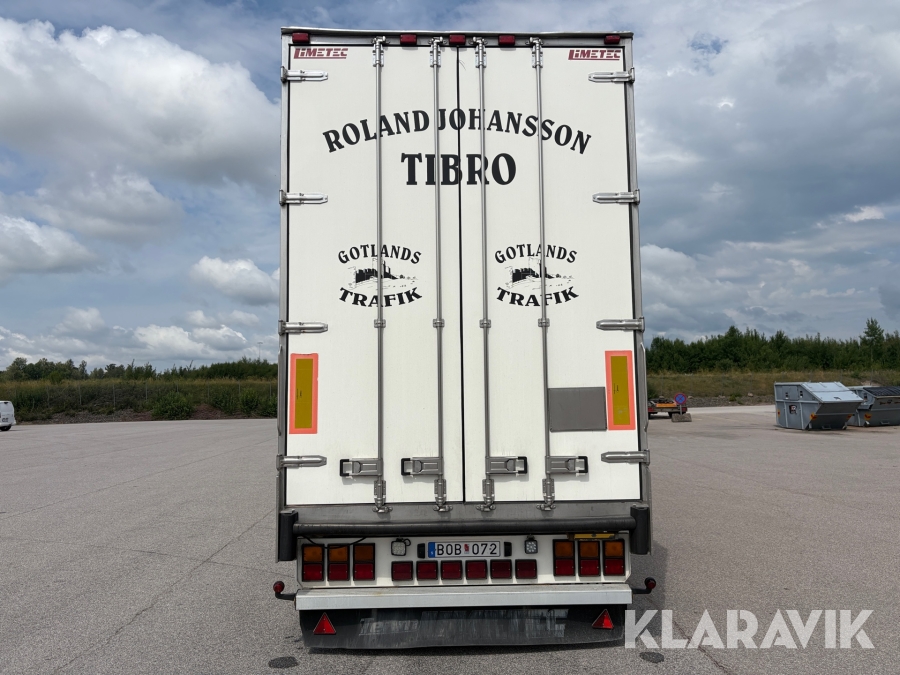 LIMETEC LIMETEC
ROLAND JOHANSSON
TIBRO
GOTLANDS GOTLANDS
TRAFIK TRAFIK
BOB 072
KLARAVIK